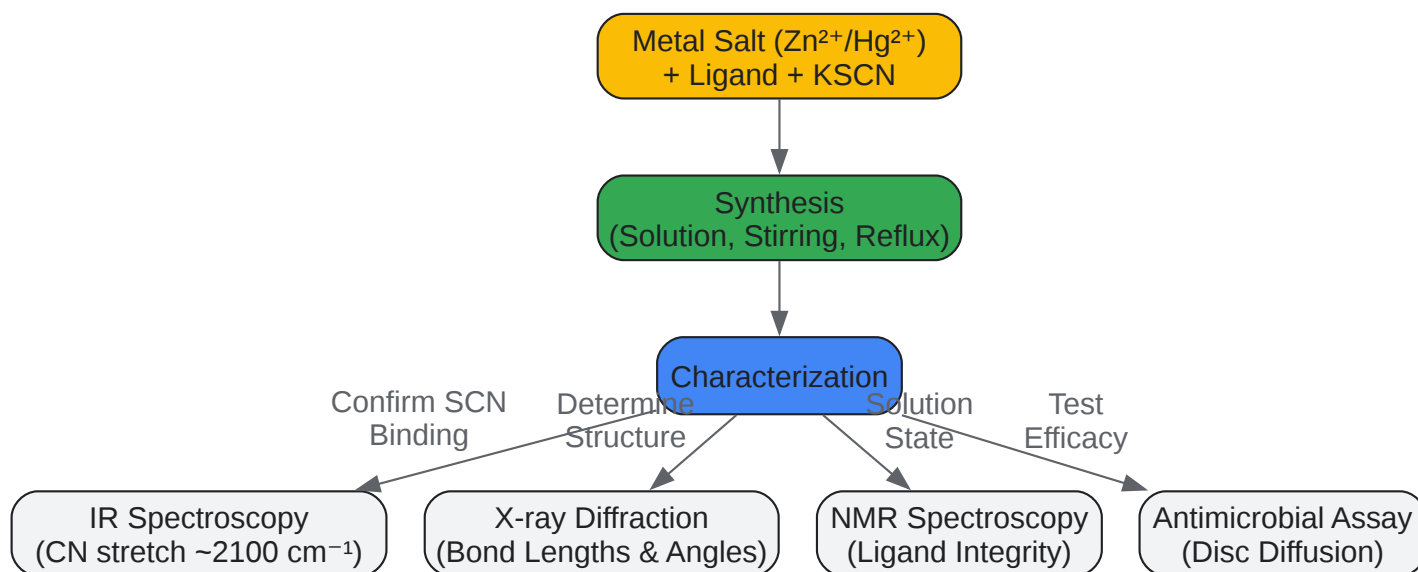 Metal Salt (Zn²⁺/Hg²⁺)
+ Ligand + KSCN
Synthesis
(Solution, Stirring, Reflux)
Characterization
Confirm SCN
Binding
Determine
Structure
Solution
State
Test
Efficacy
IR Spectroscopy
(CN stretch ~2100 cm⁻¹)
X-ray Diffraction
(Bond Lengths & Angles)
NMR Spectroscopy
(Ligand Integrity)
Antimicrobial Assay
(Disc Diffusion)